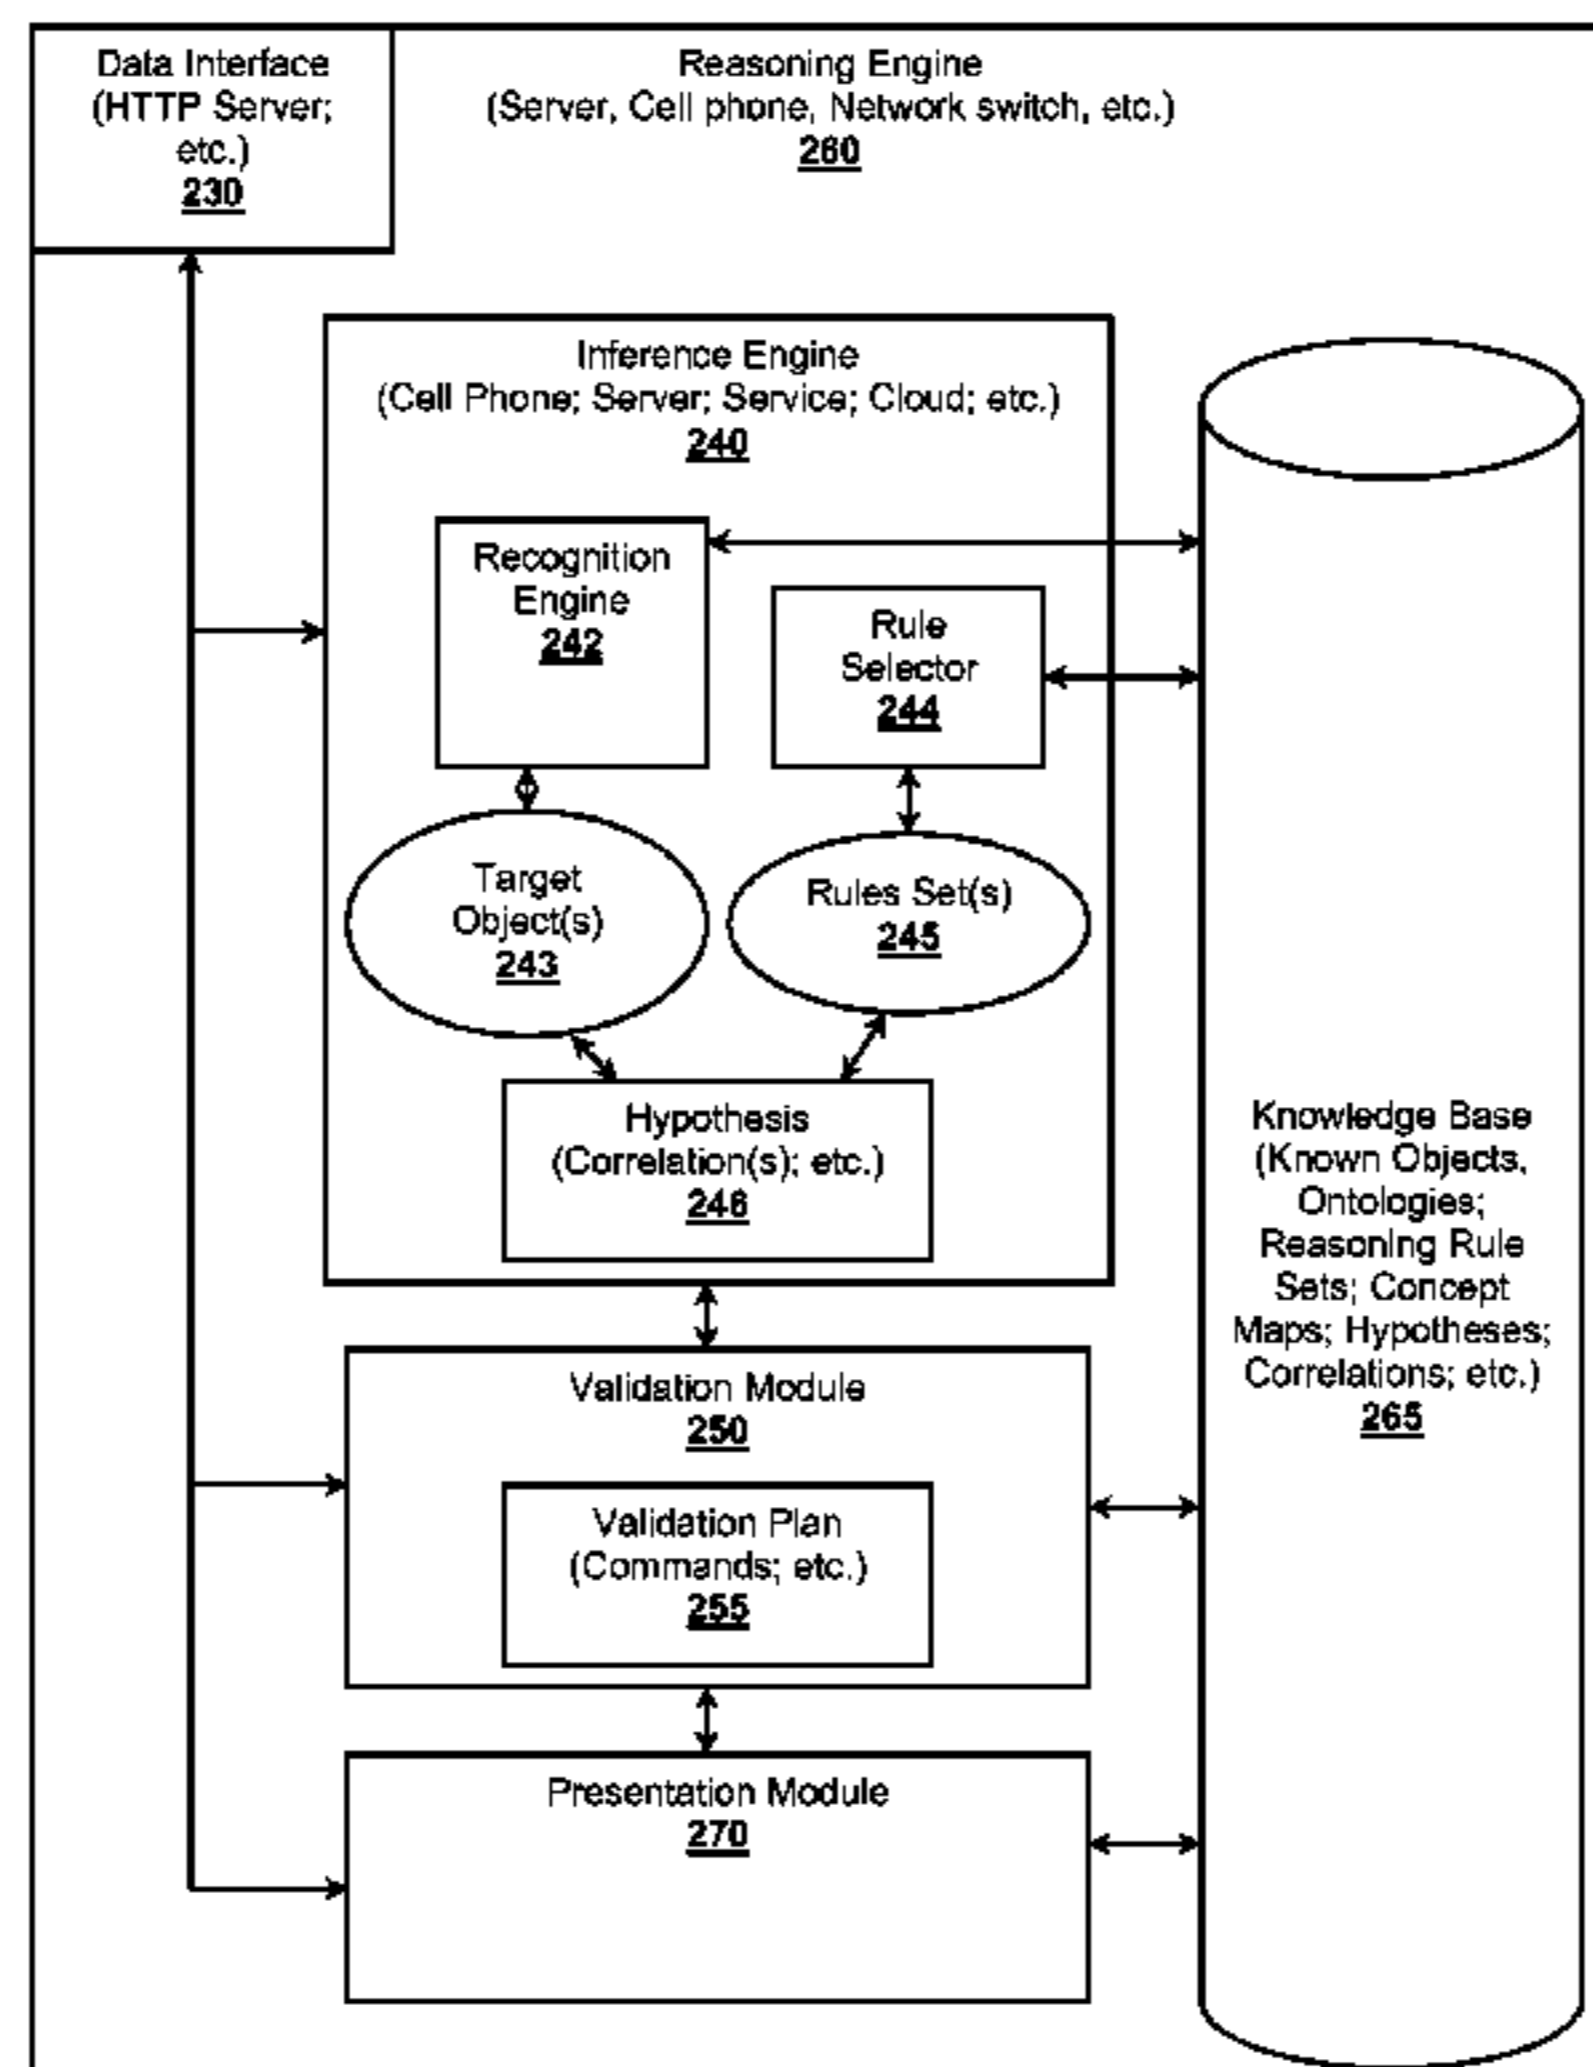 Data Interface
(HTTP Server;
etc.)
230
Reasoning Engine
(Server, Cell phone, Network switch, etc.)
260
Inference Engine
(Cell Phone; Server; Service; Cloud; etc.)
240
Recognition
Engine
242
Rule
Selector
244
Target
Object(s)
243
Rules Set(s)
245
Hypothesis
(Correlation(s); etc.)
246
Knowledge Base
(Known Objects,
Ontologies;
Reasoning Rule
Sets; Concept
Maps; Hypotheses;
Correlations; etc.)
265
Validation Module
250
Validation Plan
(Commands; etc.)
255
Presentation Module
270